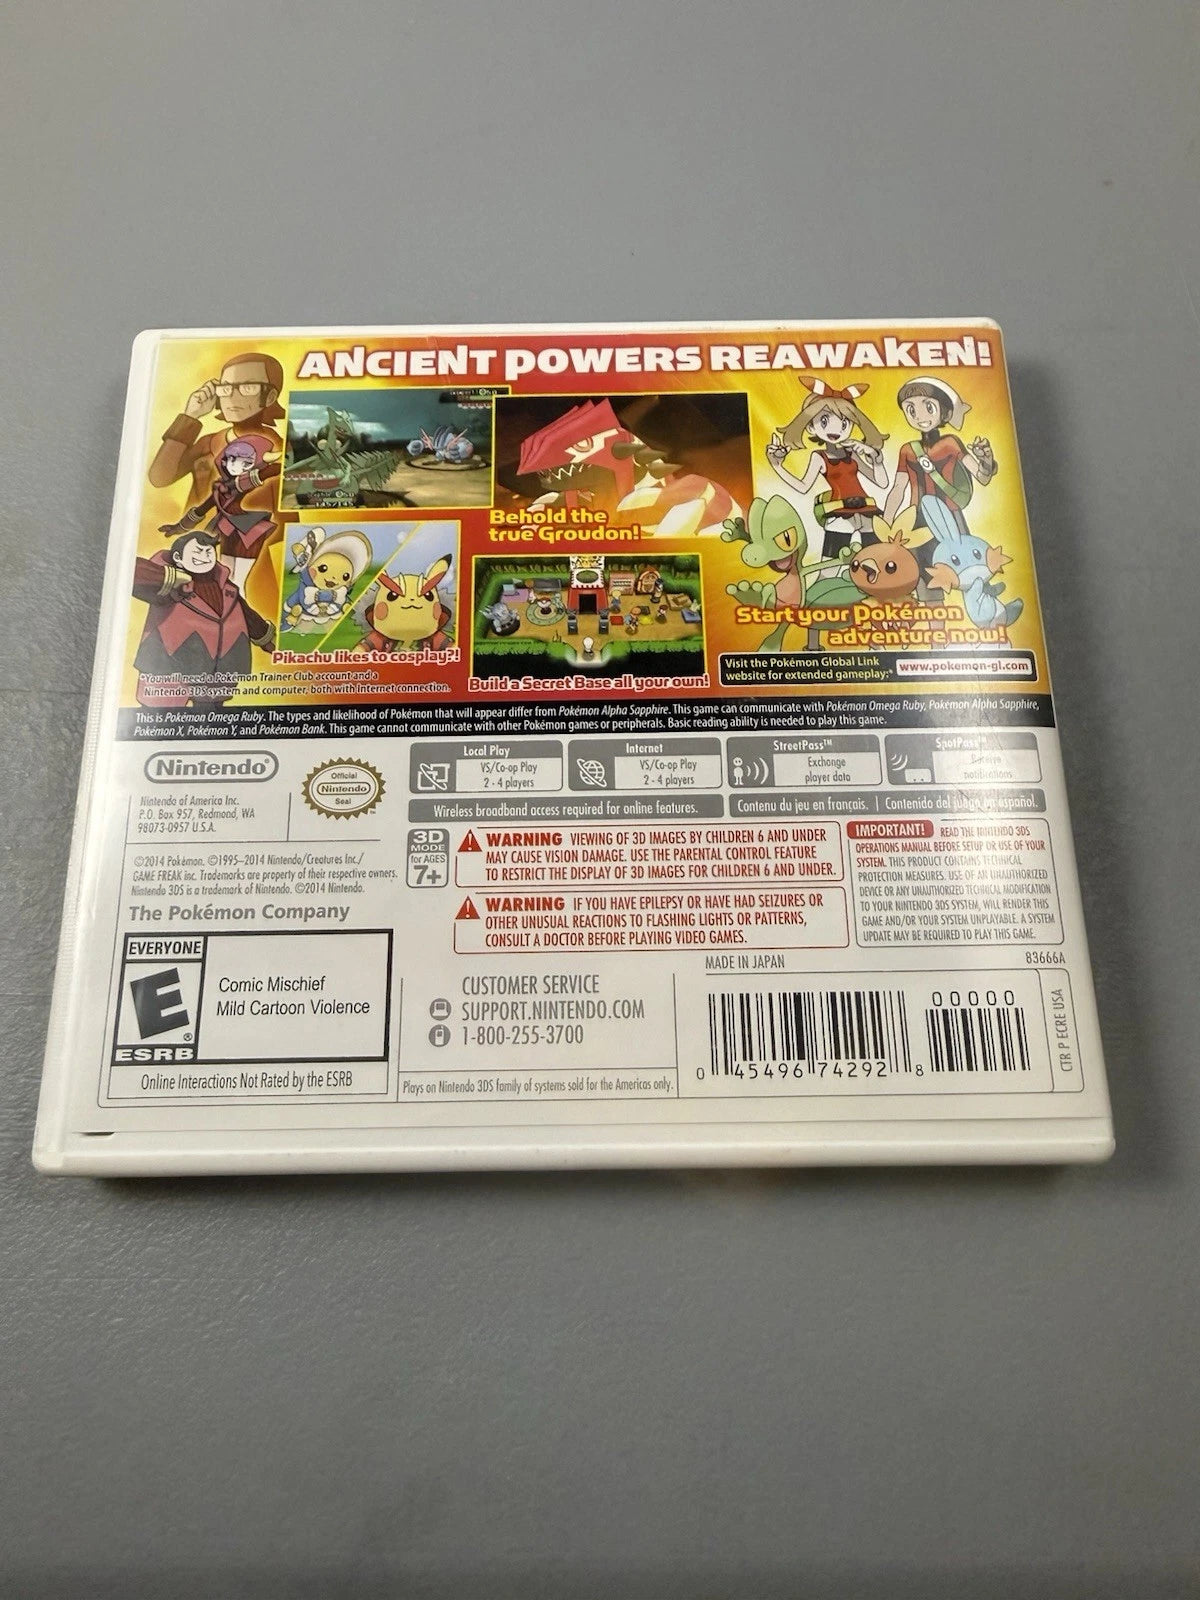 ANCIENT POWERS REAWAKEN!
Behold the
true Groudon!
Pikachu likes to cosplay?!
Build a Secret Base all your own!
Start your Pokémon
adventure now!
*You will need a Pokémon Trainer Club account and a
Nintendo 3DS system and computer, both with Internet connection.
Visit the Pokémon Global Link
website for extended gameplay:*
www.pokemon-gl.com
This is Pokémon Omega Ruby. The types and likelihood of Pokémon that will appear differ from Pokémon Alpha Sapphire. This game can communicate with Pokémon Omega Ruby, Pokémon Alpha Sapphire,
Pokémon X, Pokémon Y, and Pokémon Bank. This game cannot communicate with other Pokémon games or peripherals. Basic reading ability is needed to play this game.
Nintendo®
Nintendo of America Inc.
P.O. Box 957, Redmond, WA
98073-0957 U.S.A.
Official
Nintendo
Seal
Local Play
VS/Co-op Play
2 - 4 players
Internet
VS/Co-op Play
2 - 4 players
StreetPass™
Exchange
player data
SpotPass™
Receive
notifications
Wireless broadband access required for online features.
Contenu du jeu en français. | Contenido del juego en español.
©2014 Pokémon. ©1995–2014 Nintendo/Creatures Inc./
GAME FREAK inc. Trademarks are property of their respective owners.
Nintendo 3DS is a trademark of Nintendo. ©2014 Nintendo.
The Pokémon Company
3D
MODE
for AGES
7+
WARNING VIEWING OF 3D IMAGES BY CHILDREN 6 AND UNDER
MAY CAUSE VISION DAMAGE. USE THE PARENTAL CONTROL FEATURE
TO RESTRICT THE DISPLAY OF 3D IMAGES FOR CHILDREN 6 AND UNDER.
WARNING IF YOU HAVE EPILEPSY OR HAVE HAD SEIZURES OR
OTHER UNUSUAL REACTIONS TO FLASHING LIGHTS OR PATTERNS,
CONSULT A DOCTOR BEFORE PLAYING VIDEO GAMES.
IMPORTANT! READ THE NINTENDO 3DS
OPERATIONS MANUAL BEFORE SETUP OR USE OF YOUR
SYSTEM. THIS PRODUCT CONTAINS TECHNICAL
PROTECTION MEASURES. USE OF AN UNAUTHORIZED
DEVICE OR ANY UNAUTHORIZED TECHNICAL MODIFICATION
TO YOUR NINTENDO 3DS SYSTEM, WILL RENDER THIS
GAME AND/OR YOUR SYSTEM UNPLAYABLE. A SYSTEM
UPDATE MAY BE REQUIRED TO PLAY THIS GAME.
EVERYONE
E
®
ESRB
Comic Mischief
Mild Cartoon Violence
Online Interactions Not Rated by the ESRB
CUSTOMER SERVICE
SUPPORT.NINTENDO.COM
1-800-255-3700
Plays on Nintendo 3DS family of systems sold for the Americas only.
MADE IN JAPAN
83666A
00000
0 45496 74292 8
CTR P ECRE USA